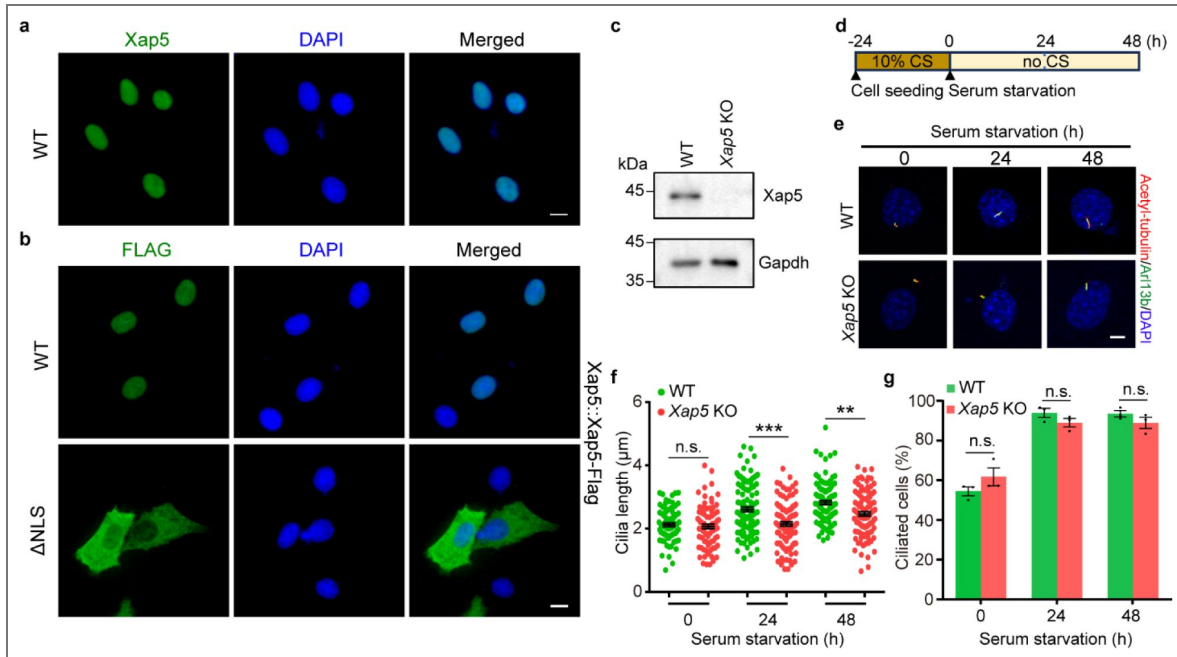 a
Xap5
DAPI
Merged
WT
b
FLAG
DAPI
Merged
WT
ΔNLS
Xap5::Xap5-Flag
c
WT
Xap5 KO
kDa
45
Xap5
45
35
Gapdh
d
-24 0 24 48 (h)
10% CS no CS
Cell seeding Serum starvation
e
Serum starvation (h)
0 24 48
WT
Xap5 KO
Acetyl-tubulin/Arl13b/DAPI
f
WT
Xap5 KO
Cilia length (μm)
6
4
2
0
n.s.
***
**
0 24 48
Serum starvation (h)
g
WT
Xap5 KO
Ciliated cells (%)
100
80
60
40
20
0
n.s.
n.s.
n.s.
0 24 48
Serum starvation (h)